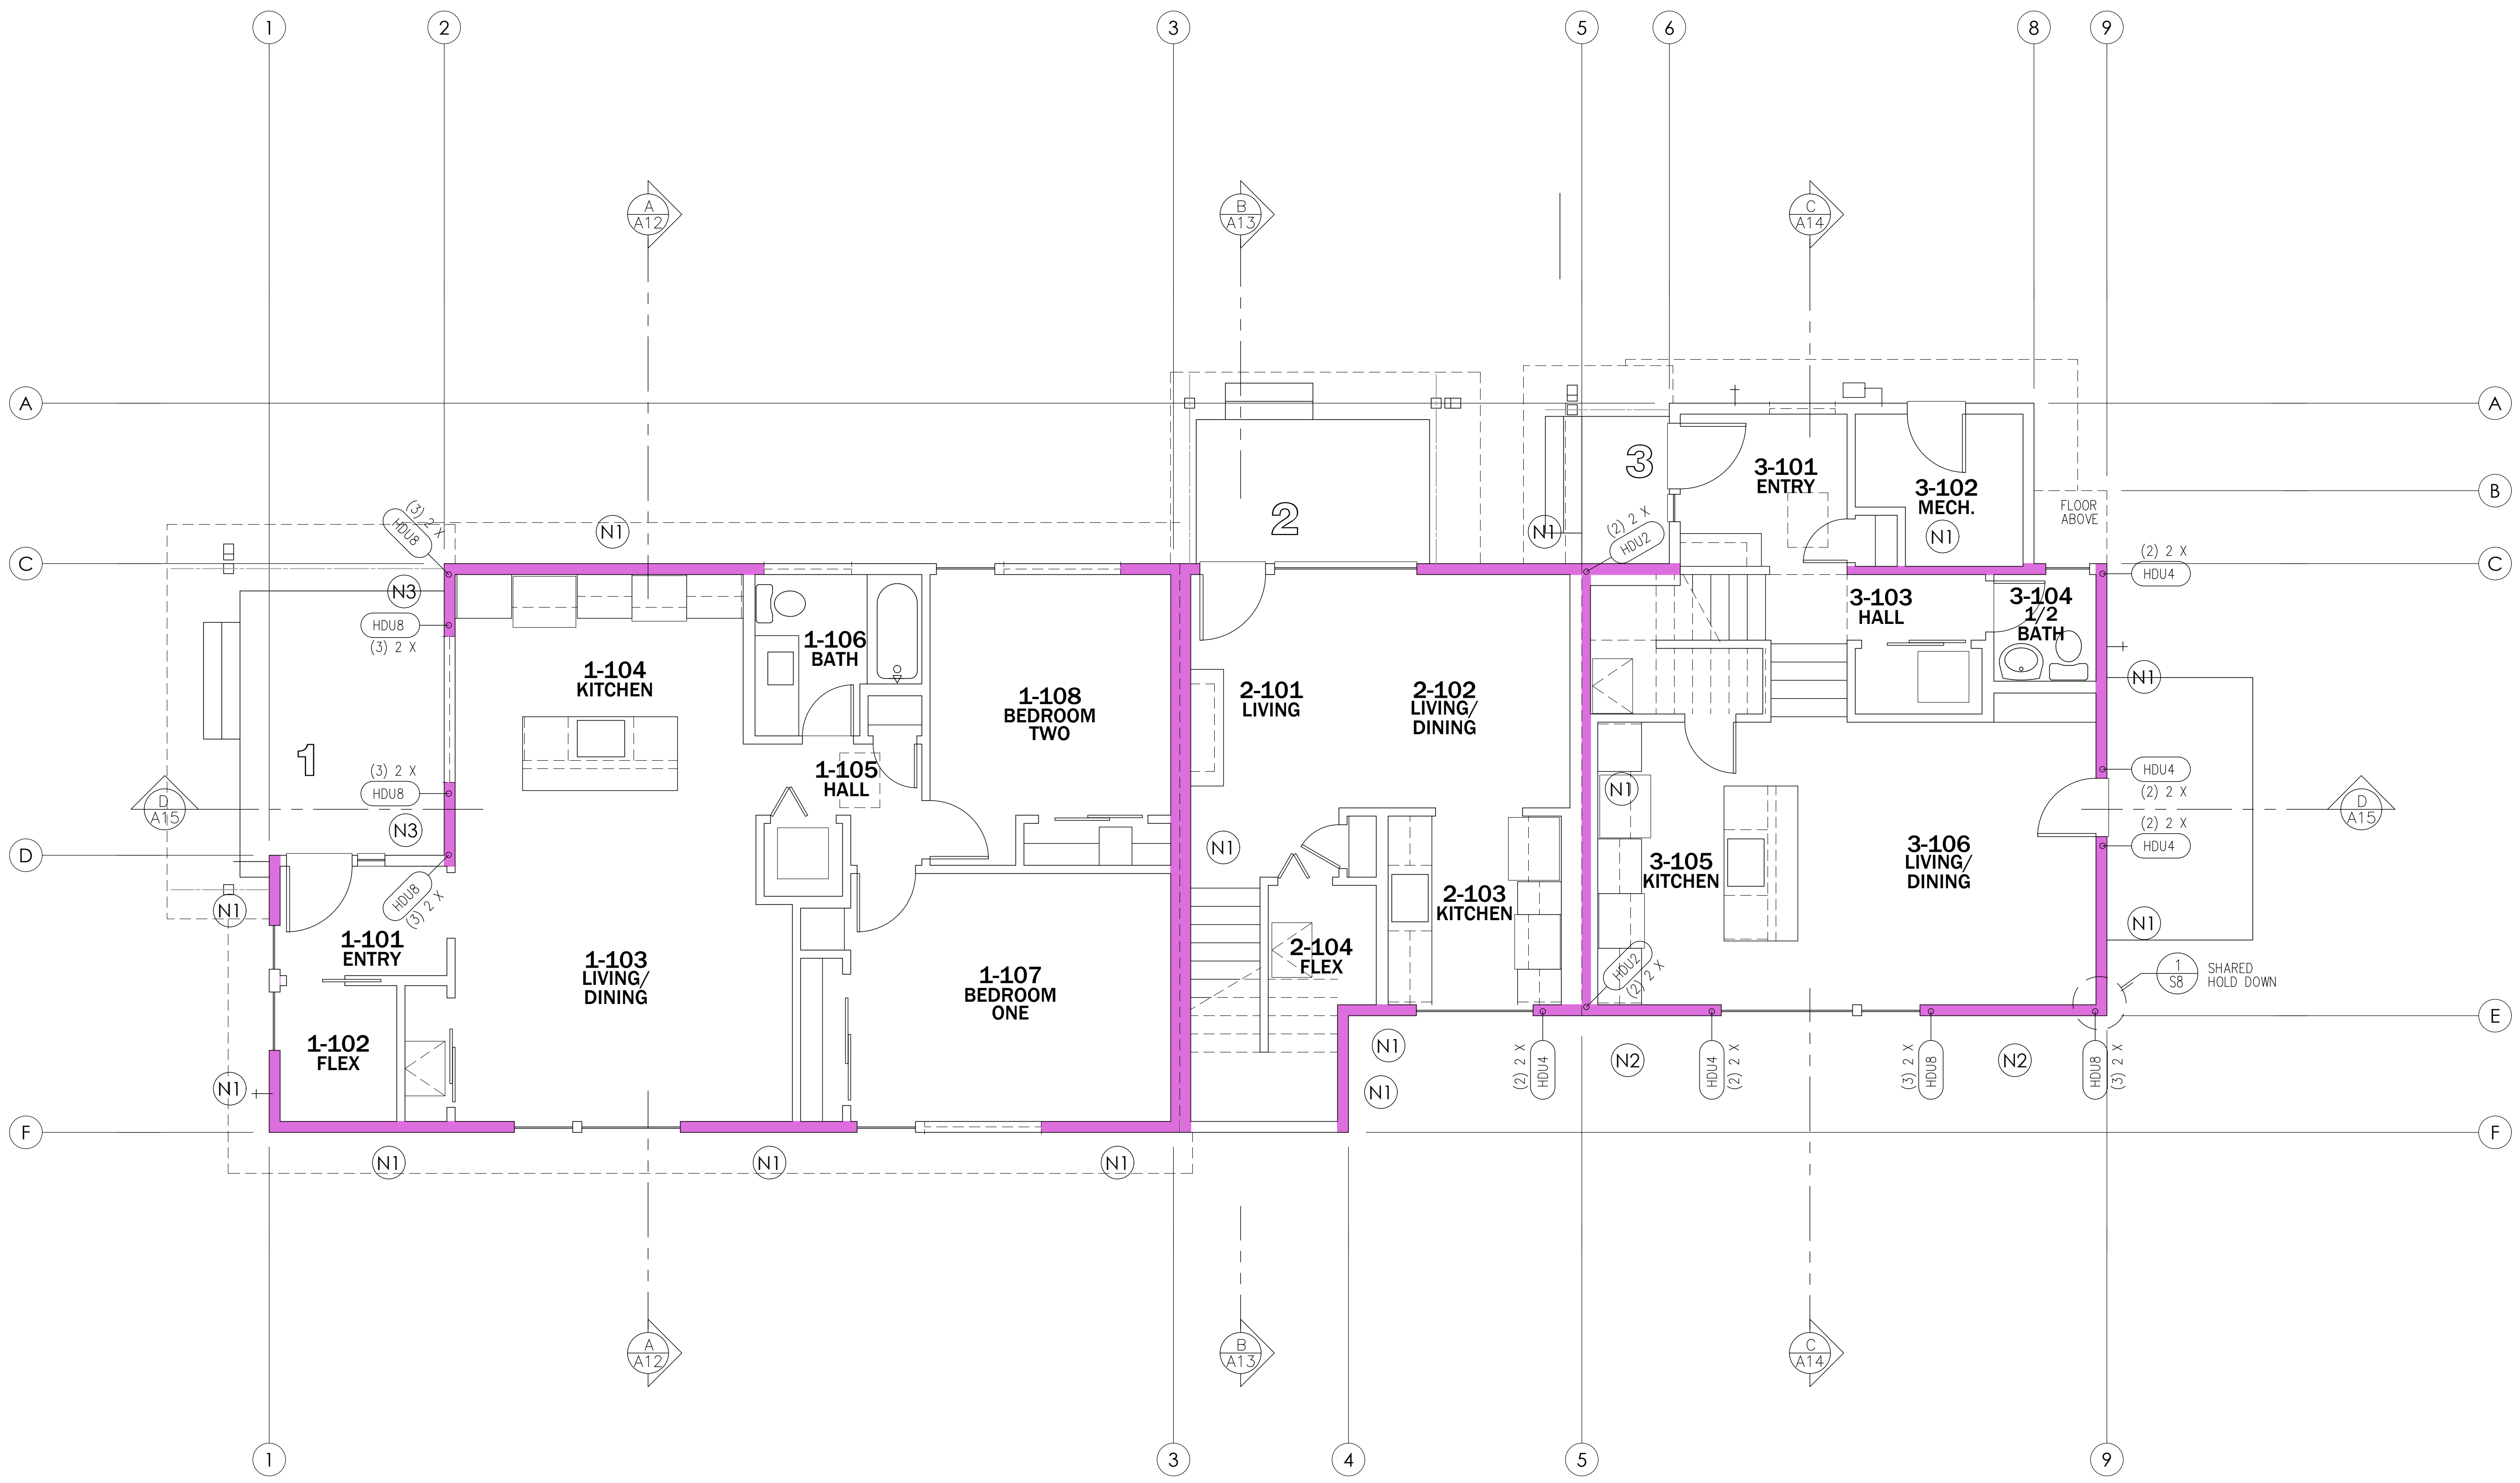 1
2
3
5
6
8
9
A
A12
B
A13
C
A14
A
A
B
FLOOR
ABOVE
C
C
3
3-101
ENTRY
3-102
MECH.
N1
2
N1
N1
(3) 2 X
HDU8
(2) 2 X
HDU2
(2) 2 X
HDU4
N3
HDU8
(3) 2 X
1-104
KITCHEN
1-106
BATH
1-108
BEDROOM
TWO
2-101
LIVING
2-102
LIVING/
DINING
3-103
HALL
3-104
1/2
BATH
N1
1
(3) 2 X
HDU8
1-105
HALL
N1
HDU4
(2) 2 X
D
A15
D
A15
N3
N1
(2) 2 X
HDU4
D
HDU8
(3) 2 X
N1
1-101
ENTRY
1-103
LIVING/
DINING
1-107
BEDROOM
ONE
2-104
FLEX
2-103
KITCHEN
3-105
KITCHEN
3-106
LIVING/
DINING
N1
HDU2
(2) 2 X
1
S8
SHARED
HOLD DOWN
1-102
FLEX
N1
N1
N1
E
(2) 2 X
HDU4
N2
HDU4
(2) 2 X
(3) 2 X
HDU8
N2
HDU8
(3) 2 X
F
F
N1
N1
N1
A
A12
B
A13
C
A14
1
3
4
5
9